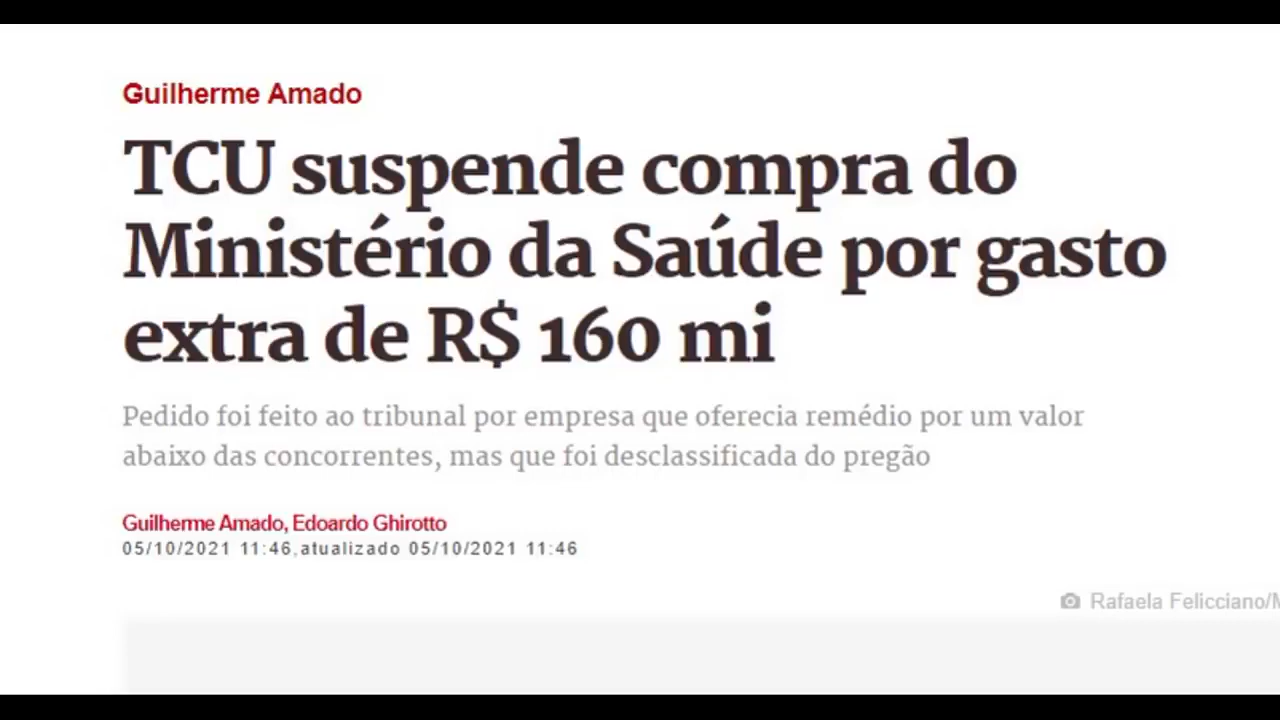 Guilherme Amado
TCU suspende compra do
Ministério da Saúde por gasto
extra de R$ 160 mi
Pedido foi feito ao tribunal por empresa que oferecia remédio por um valor
abaixo das concorrentes, mas que foi desclassificada do pregão
Guilherme Amado, Edoardo Ghirotto
05/10/2021 11:46,atualizado 05/10/2021 11:46
Rafaela Felicciano/